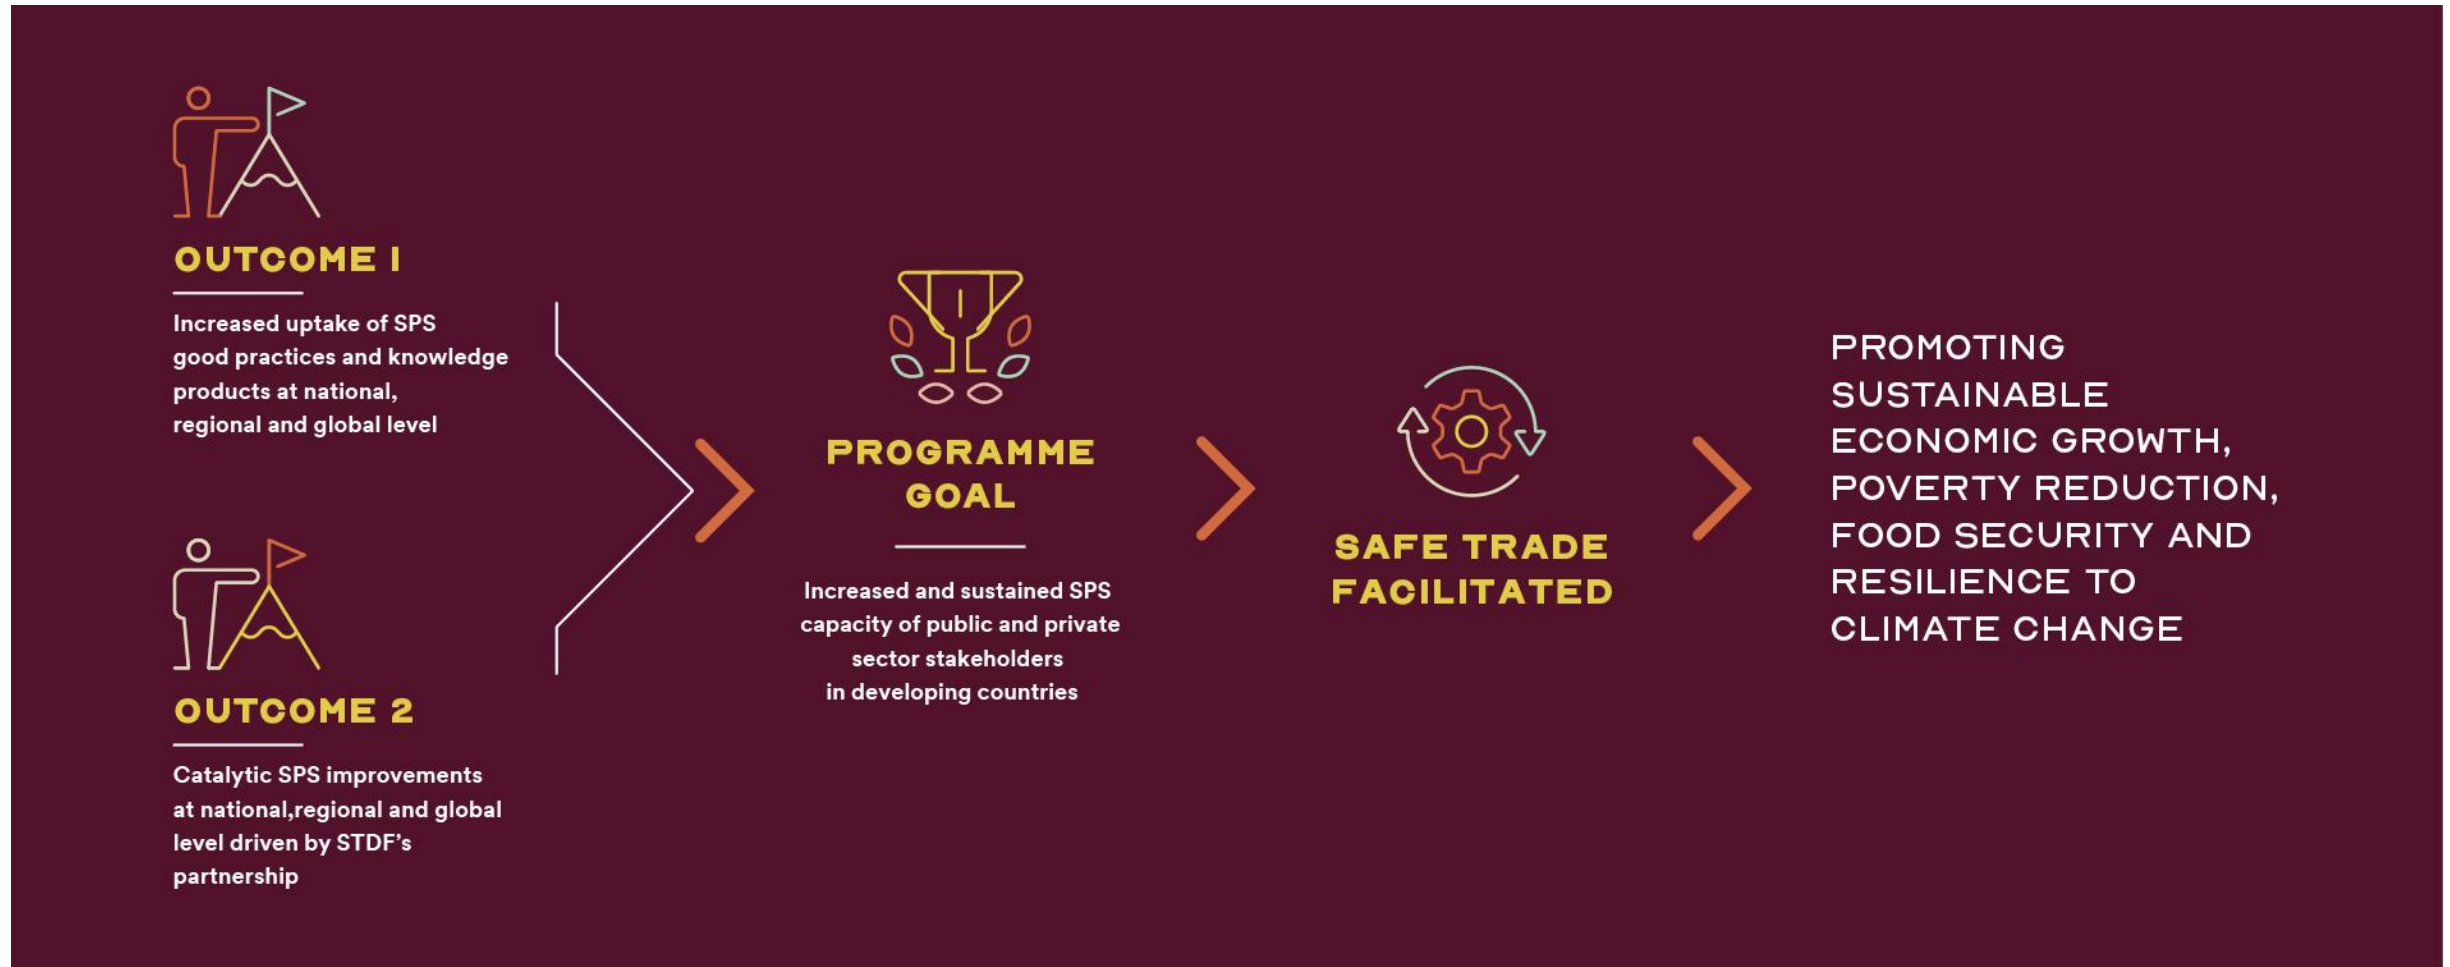 OUTCOME 1
Increased uptake of SPS
good practices and knowledge
products at national,
regional and global level
OUTCOME 2
Catalytic SPS improvements
at national,regional and global
level driven by STDF’s
partnership
PROGRAMME
GOAL
Increased and sustained SPS
capacity of public and private
sector stakeholders
in developing countries
SAFE TRADE
FACILITATED
PROMOTING
SUSTAINABLE
ECONOMIC GROWTH,
POVERTY REDUCTION,
FOOD SECURITY AND
RESILIENCE TO
CLIMATE CHANGE